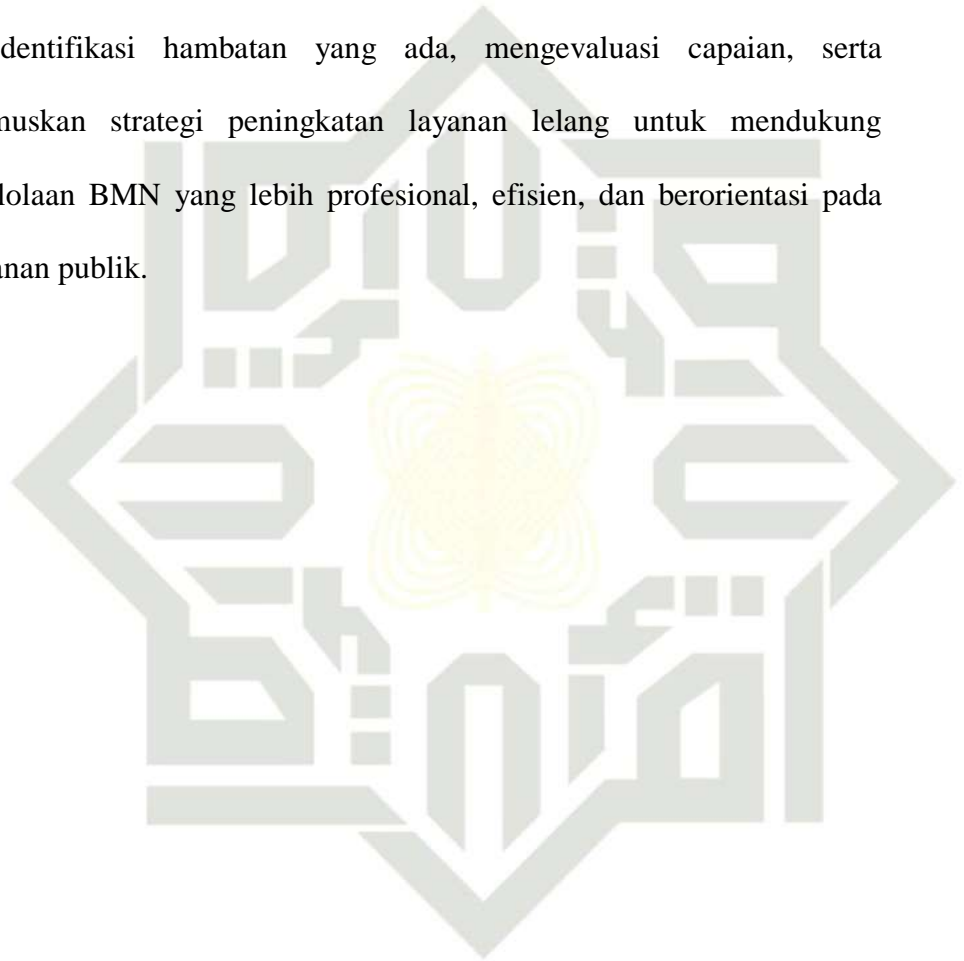 dentifikasi hambatan yang ada, mengevaluasi capaian, serta
nuskan strategi peningkatan layanan lelang untuk mendukung
lolaan BMN yang lebih profesional, efisien, dan berorientasi pada
anan publik.